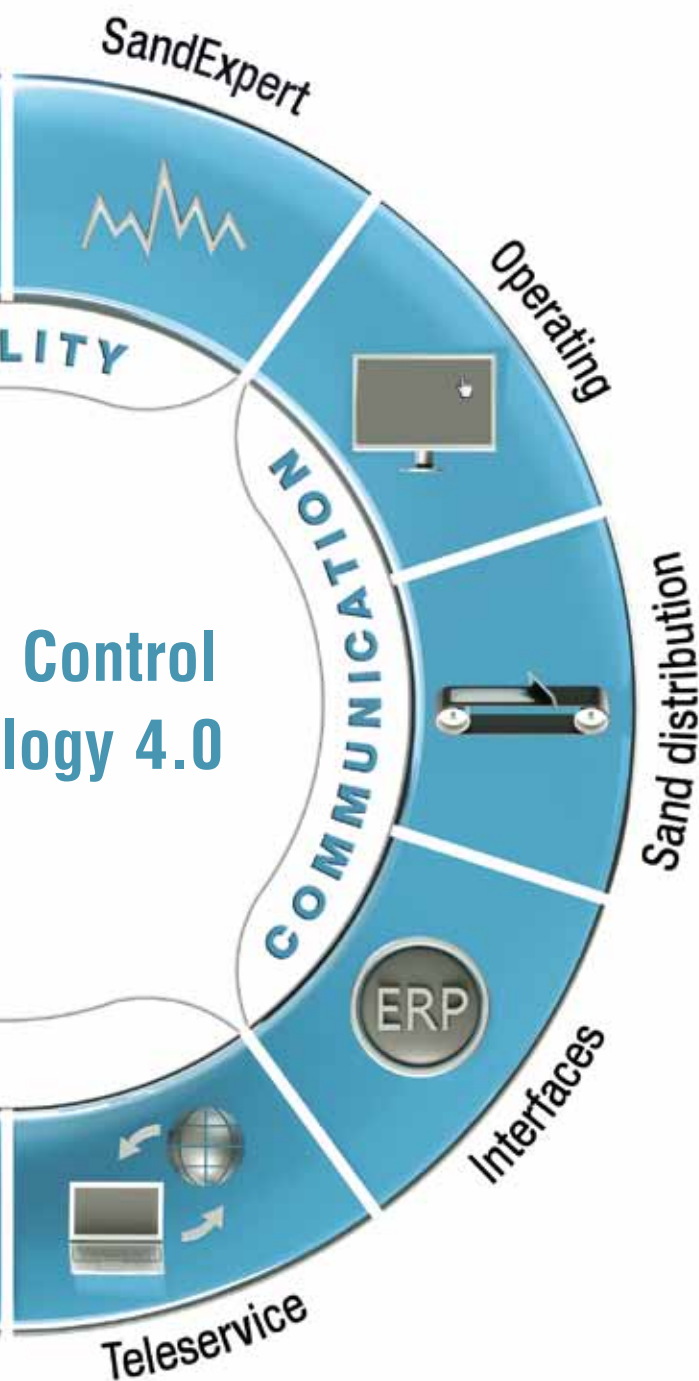 SandExpert
Operating
LITY
COMMUNICATION
Control
logy 4.0
Sand distribution
ERP
Interfaces
Teleservice